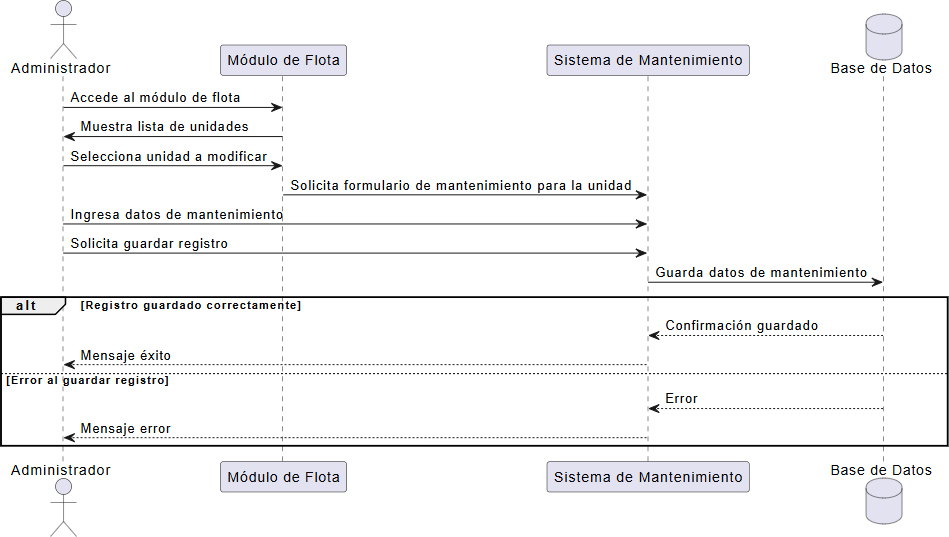 Administrador
Módulo de Flota
Sistema de Mantenimiento
Base de Datos
Accede al módulo de flota
Muestra lista de unidades
Selecciona unidad a modificar
Solicita formulario de mantenimiento para la unidad
Ingresa datos de mantenimiento
Solicita guardar registro
Guarda datos de mantenimiento
alt
[Registro guardado correctamente]
Confirmación guardado
Mensaje éxito
[Error al guardar registro]
Error
Mensaje error
Administrador
Módulo de Flota
Sistema de Mantenimiento
Base de Datos